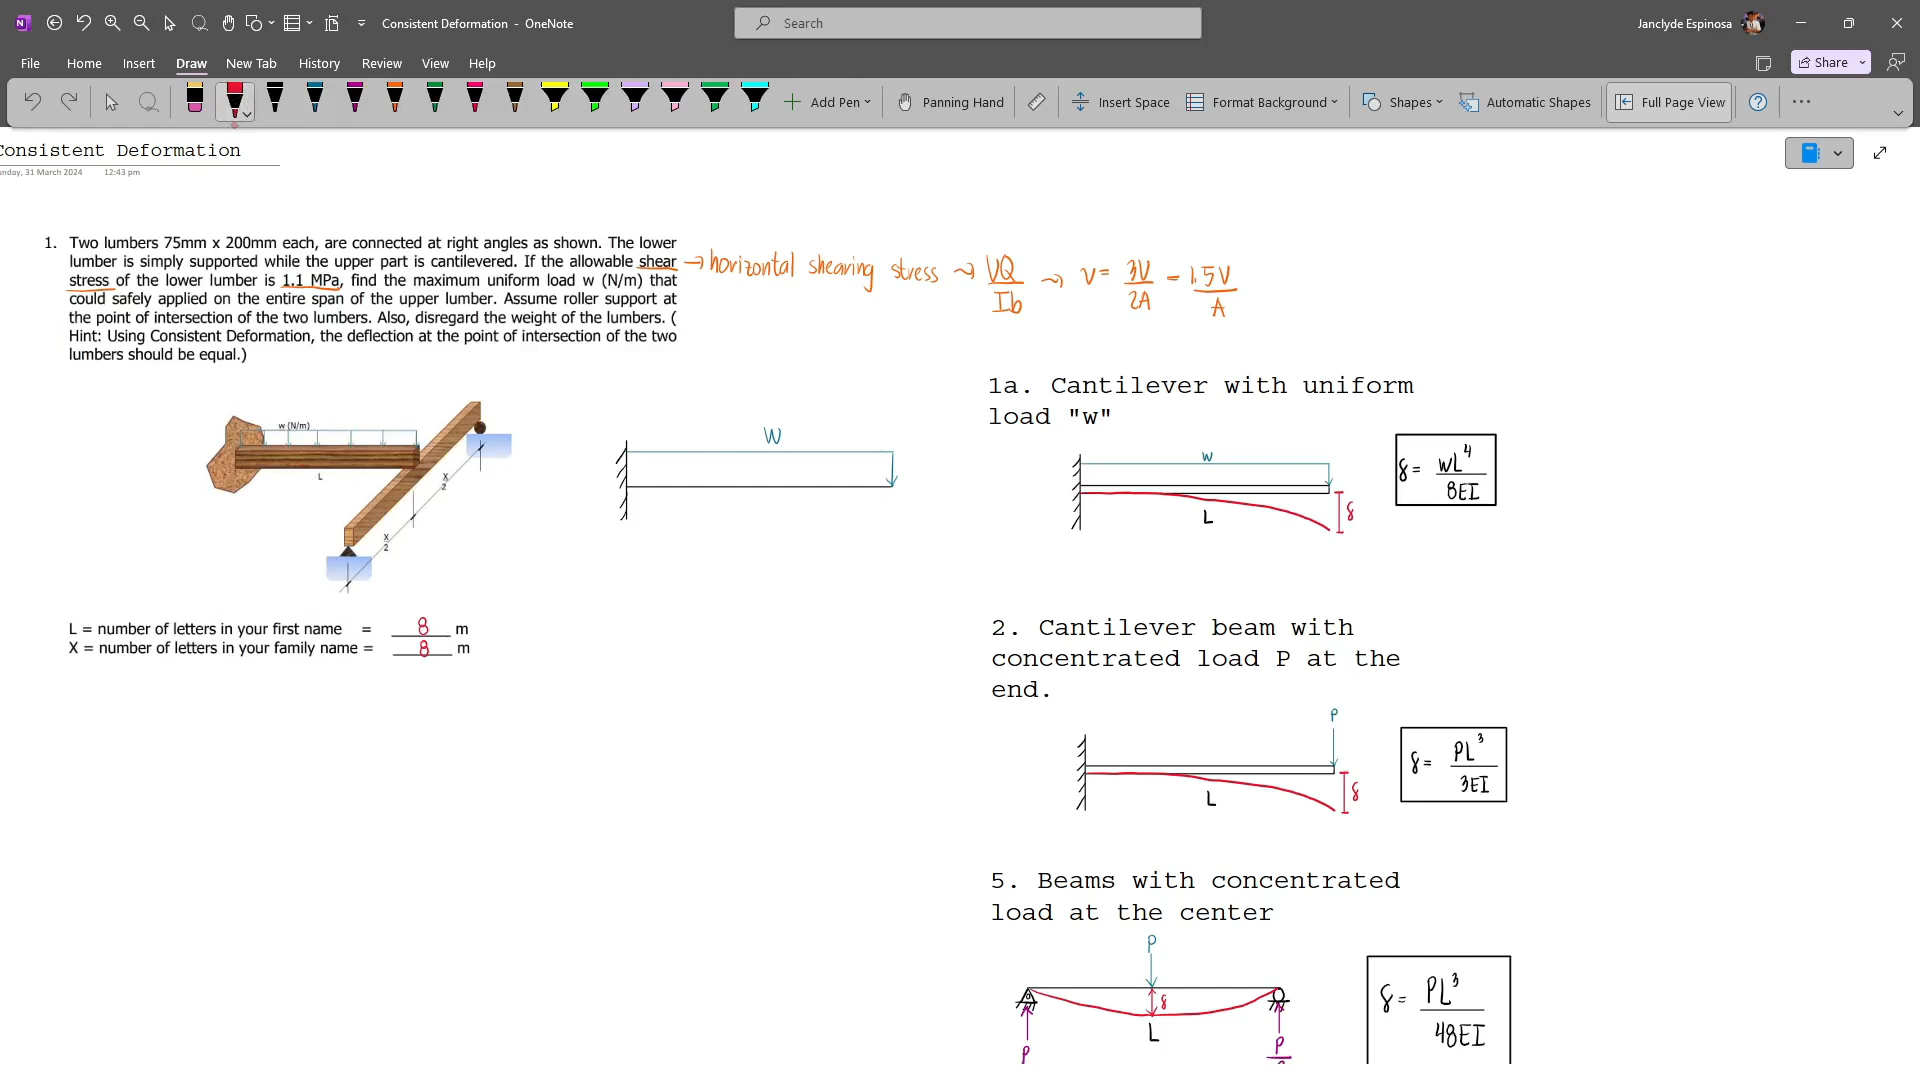 Consistent Deformation - OneNote
Search
Janclyde Espinosa
File Home Insert Draw New Tab History Review View Help
Share
Add Pen Panning Hand Insert Space Format Background Shapes Automatic Shapes Full Page View
Consistent Deformation
unday, 31 March 2024 12:43 pm
1. Two lumbers 75mm x 200mm each, are connected at right angles as shown. The lower
lumber is simply supported while the upper part is cantilevered. If the allowable shear
stress of the lower lumber is 1.1 MPa, find the maximum uniform load w (N/m) that
could safely applied on the entire span of the upper lumber. Assume roller support at
the point of intersection of the two lumbers. Also, disregard the weight of the lumbers. (
Hint: Using Consistent Deformation, the deflection at the point of intersection of the two
lumbers should be equal.)
→ horizontal shearing stress → VQ/Ib → v = 3V/2A = 1.5V/A
w (N/m)
L
X/2
X/2
W
L = number of letters in your first name = 8 m
X = number of letters in your family name = 8 m
1a. Cantilever with uniform
load "w"
w
L
δ
δ = WL⁴/8EI
2. Cantilever beam with
concentrated load P at the
end.
P
L
δ
δ = PL³/3EI
5. Beams with concentrated
load at the center
P
δ
L
P
P
δ = PL³/48EI